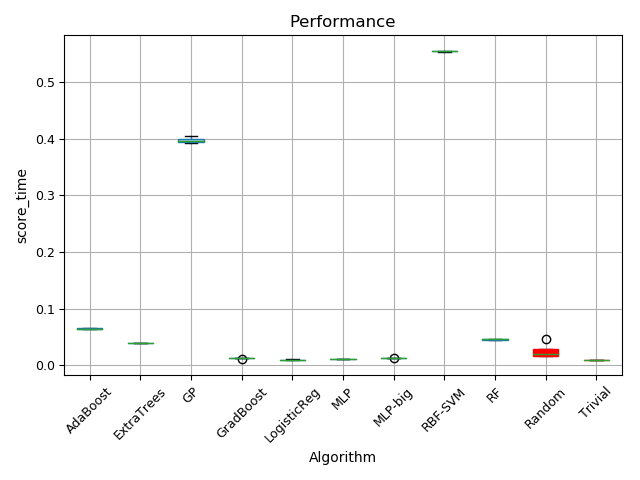 Performance
score_time
0.5
0.4
0.3
0.2
0.1
0.0
AdaBoost
ExtraTrees
GP
GradBoost
LogisticReg
MLP
MLP-big
RBF-SVM
RF
Random
Trivial
Algorithm